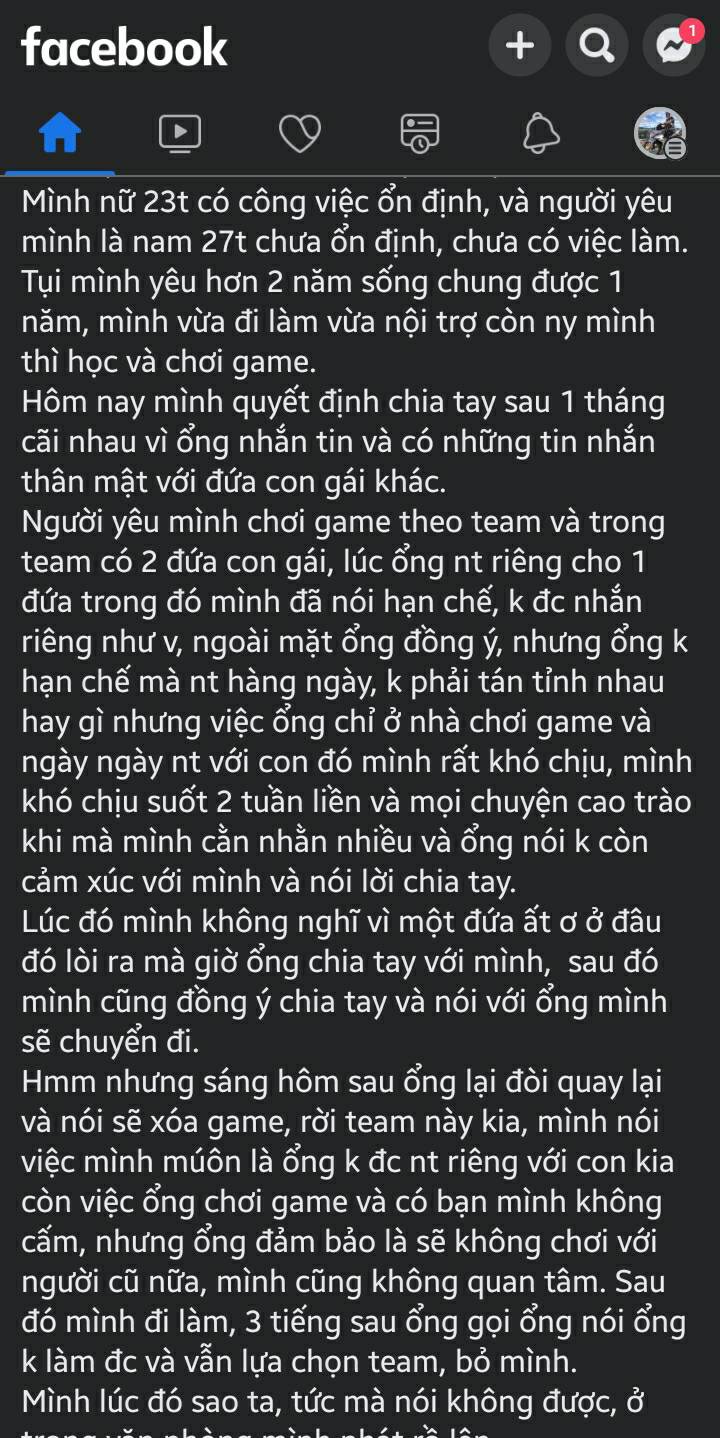 facebook
1
Mình nữ 23t có công việc ổn định, và người yêu
mình là nam 27t chưa ổn định, chưa có việc làm.
Tụi mình yêu hơn 2 năm sống chung được 1
năm, mình vừa đi làm vừa nội trợ còn ny mình
thì học và chơi game.
Hôm nay mình quyết định chia tay sau 1 tháng
cãi nhau vì ổng nhắn tin và có những tin nhắn
thân mật với đứa con gái khác.
Người yêu mình chơi game theo team và trong
team có 2 đứa con gái, lúc ổng nt riêng cho 1
đứa trong đó mình đã nói hạn chế, k đc nhắn
riêng như v, ngoài mặt ổng đồng ý, nhưng ổng k
hạn chế mà nt hàng ngày, k phải tán tỉnh nhau
hay gì nhưng việc ổng chỉ ở nhà chơi game và
ngày ngày nt với con đó mình rất khó chịu, mình
khó chịu suốt 2 tuần liền và mọi chuyện cao trào
khi mà mình cằn nhằn nhiều và ổng nói k còn
cảm xúc với mình và nói lời chia tay.
Lúc đó mình không nghĩ vì một đứa ất ơ ở đâu
đó lòi ra mà giờ ổng chia tay với mình, sau đó
mình cũng đồng ý chia tay và nói với ổng mình
sẽ chuyển đi.
Hmm nhưng sáng hôm sau ổng lại đòi quay lại
và nói sẽ xóa game, rời team này kia, mình nói
việc mình múôn là ổng k đc nt riêng với con kia
còn việc ổng chơi game và có bạn mình không
cấm, nhưng ổng đảm bảo là sẽ không chơi với
người cũ nữa, mình cũng không quan tâm. Sau
đó mình đi làm, 3 tiếng sau ổng gọi ổng nói ổng
k làm đc và vẫn lựa chọn team, bỏ mình.
Mình lúc đó sao ta, tức mà nói không được, ở